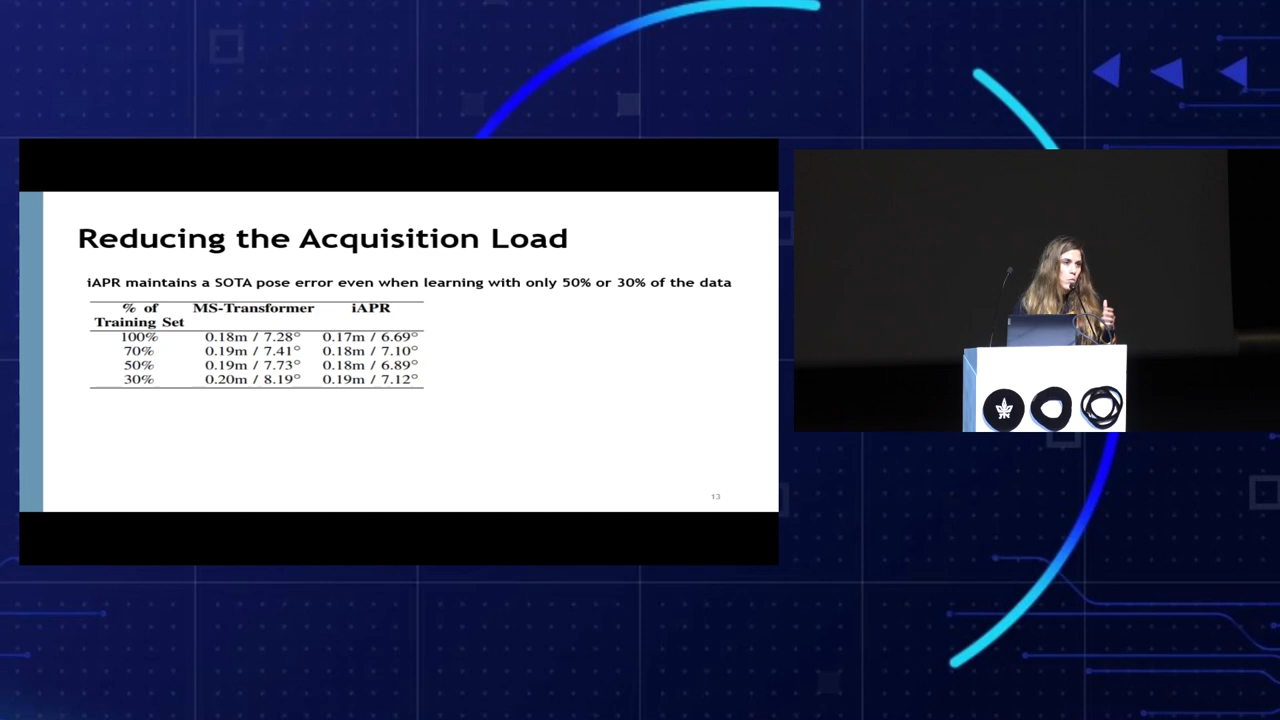 Reducing the Acquisition Load
iAPR maintains a SOTA pose error even when learning with only 50% or 30% of the data
% of Training Set MS-Transformer iAPR
100% 0.18m / 7.28° 0.17m / 6.69°
70% 0.19m / 7.41° 0.18m / 7.10°
50% 0.19m / 7.73° 0.18m / 6.89°
30% 0.20m / 8.19° 0.19m / 7.12°
13